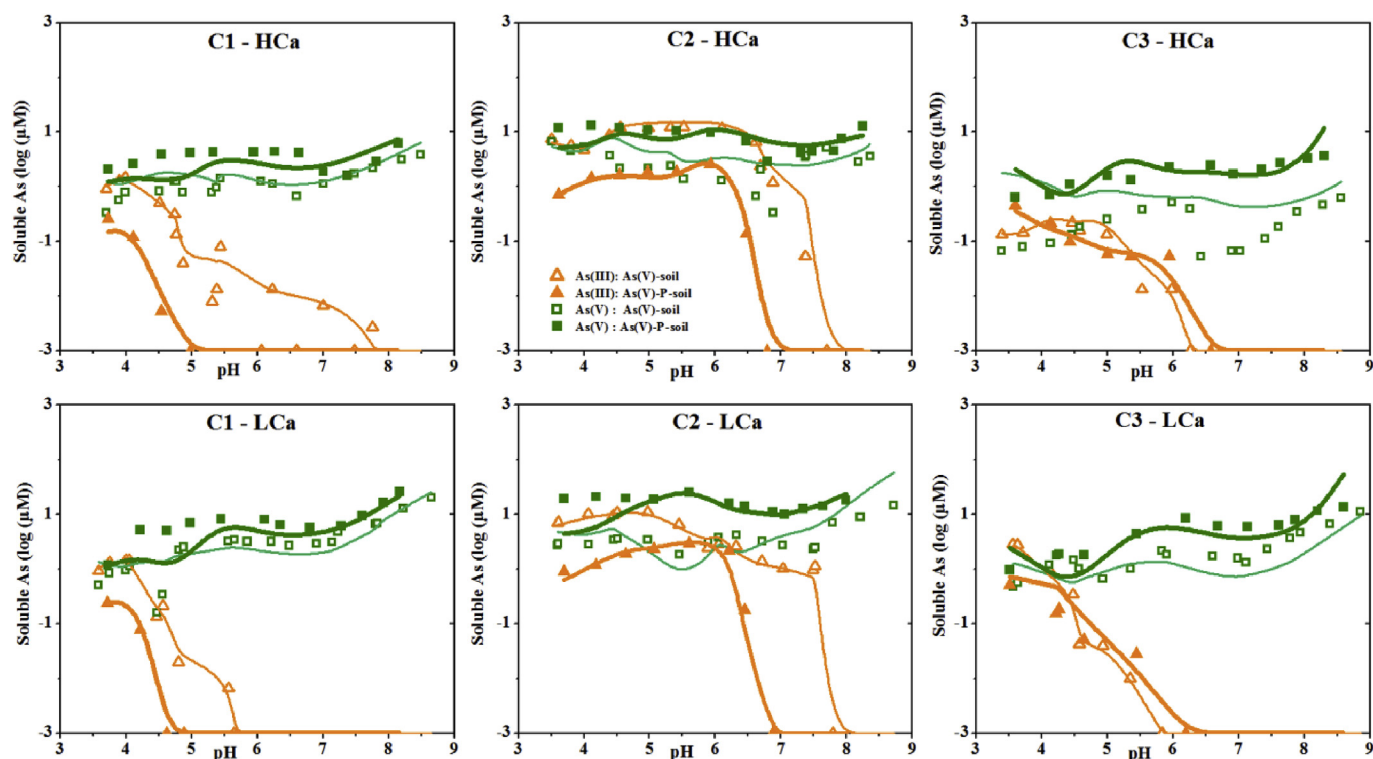 C1 - HCa
C2 - HCa
C3 - HCa
Soluble As (log (µM))
3
1
-1
-3
3 4 5 6 7 8 9
pH
Soluble As (log (µM))
3
1
-1
-3
3 4 5 6 7 8 9
pH
As(III): As(V)-soil
As(III): As(V)-P-soil
As(V) : As(V)-soil
As(V) : As(V)-P-soil
Soluble As (log (µM))
3
1
-1
-3
3 4 5 6 7 8 9
pH
C1 - LCa
C2 - LCa
C3 - LCa
Soluble As (log (µM))
3
1
-1
-3
3 4 5 6 7 8 9
pH
Soluble As (log (µM))
3
1
-1
-3
3 4 5 6 7 8 9
pH
Soluble As (log (µM))
3
1
-1
-3
3 4 5 6 7 8 9
pH